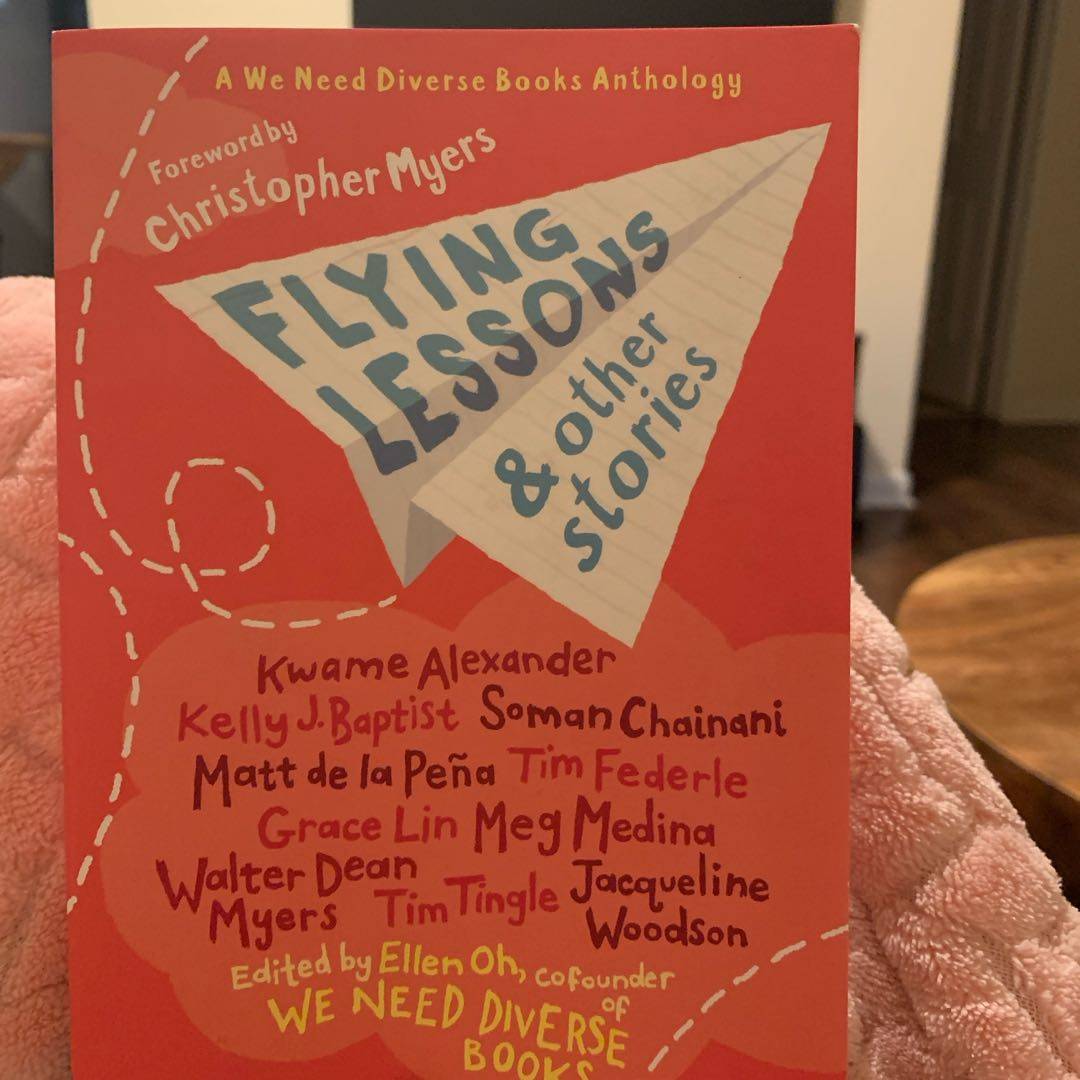 A We Need Diverse Books Anthology
Foreword by
Christopher Myers
FLYING
LESSONS
& other
stories
Kwame Alexander
Kelly J. Baptist Soman Chainani
Matt de la Peña Tim Federle
Grace Lin Meg Medina
Walter Dean
Myers Tim Tingle Jacqueline
Woodson
Edited by Ellen Oh, cofounder
of
WE NEED DIVERSE
BOOKS